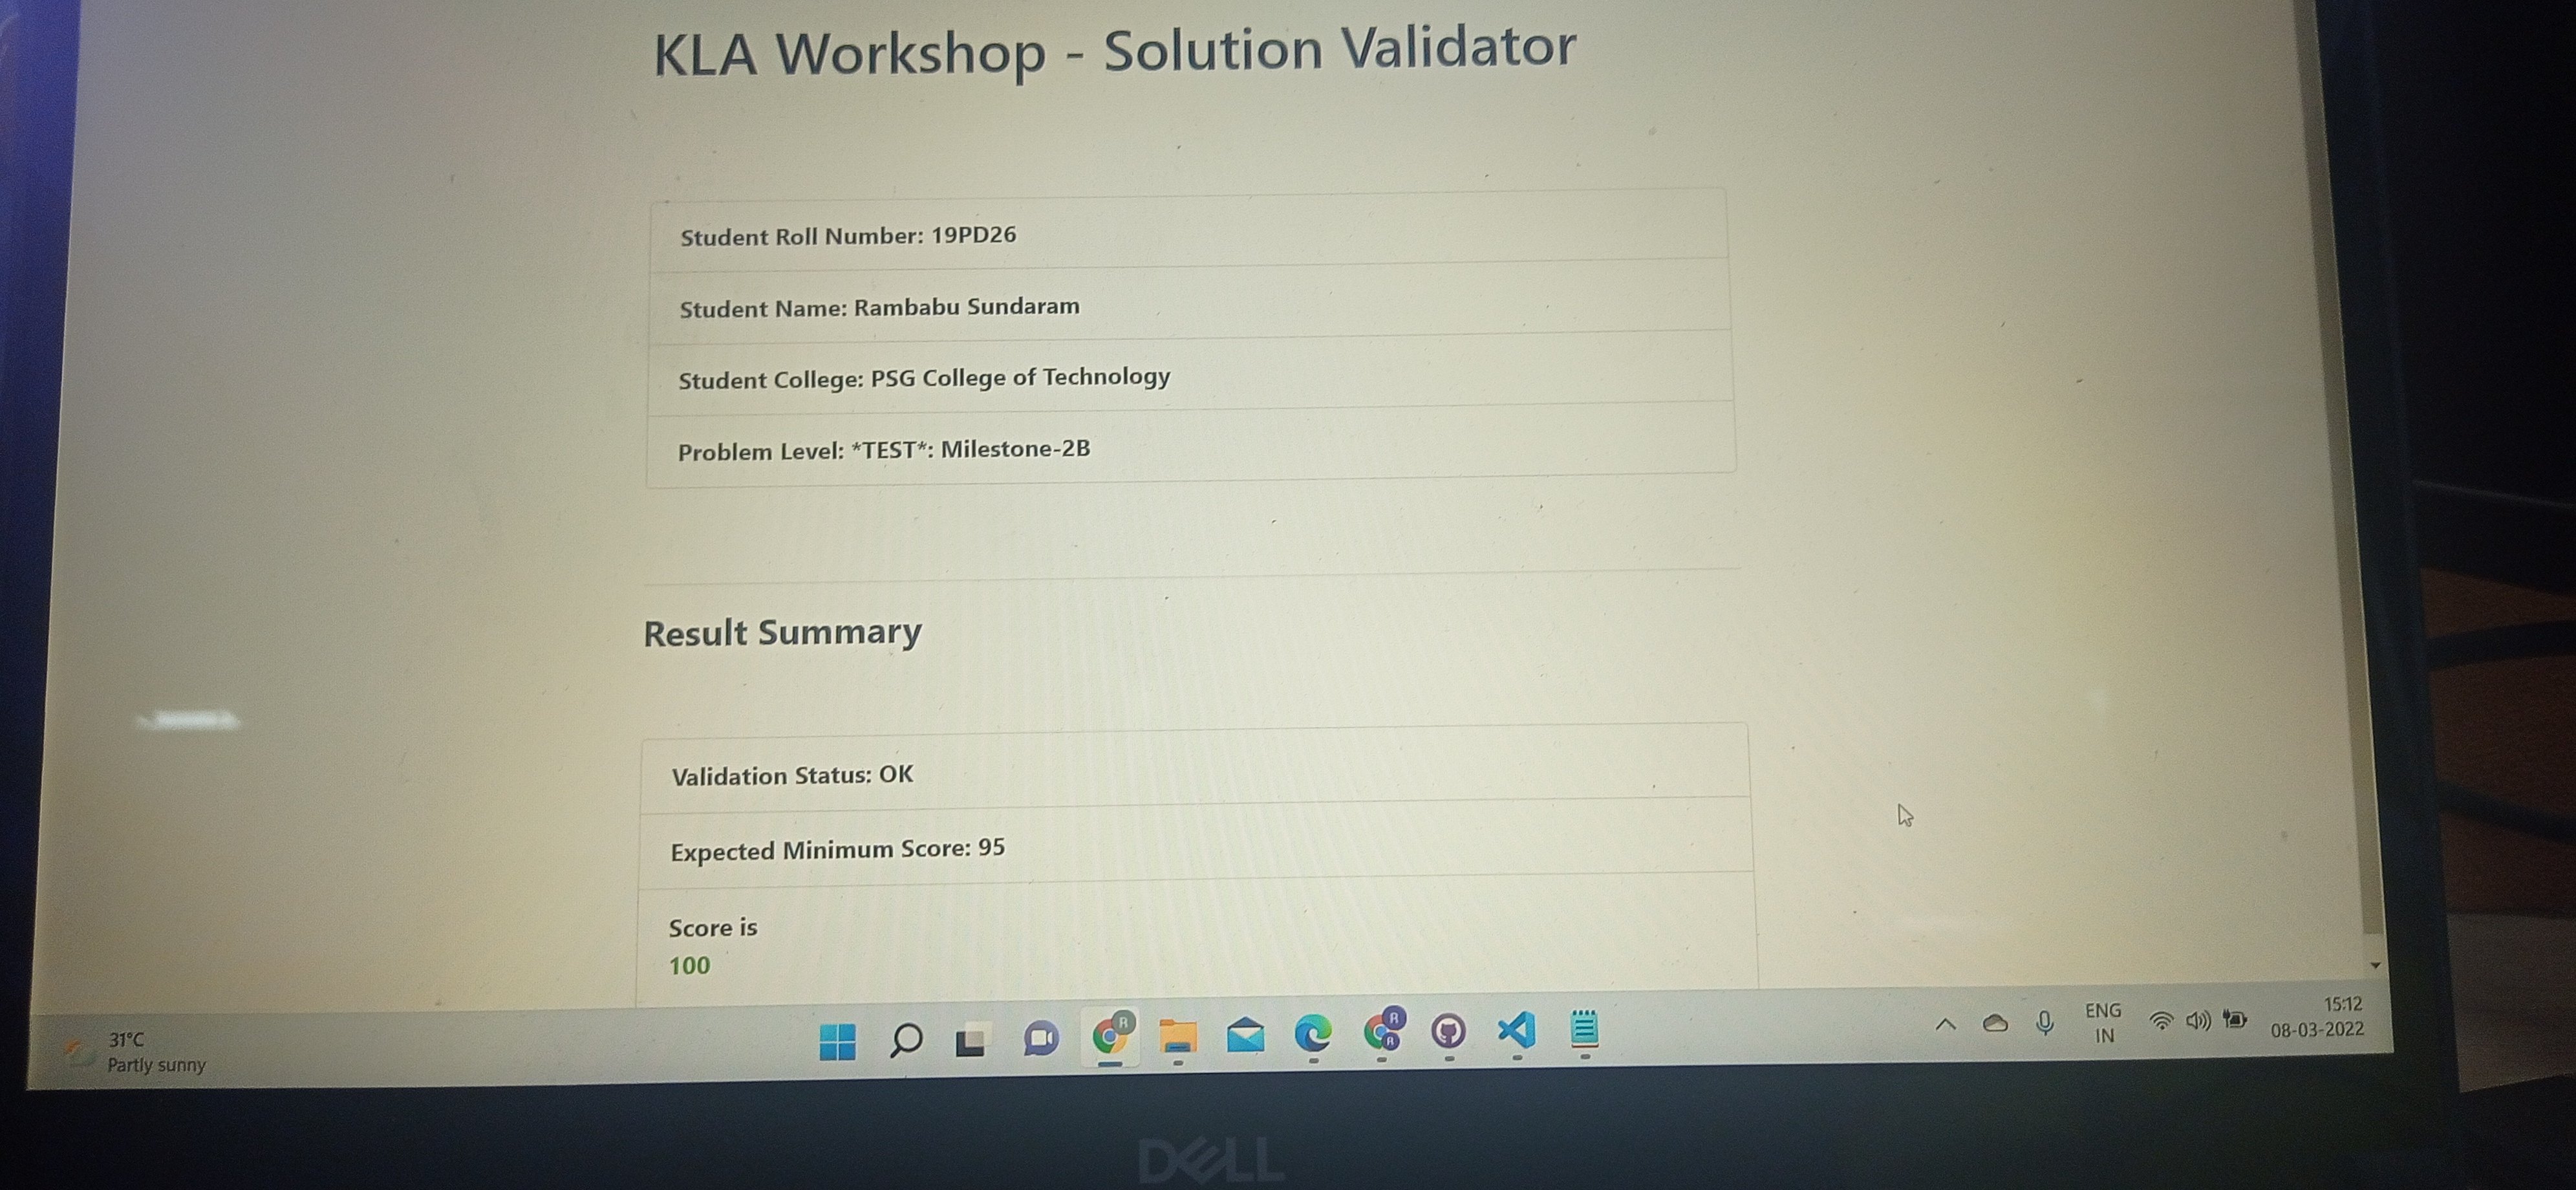 KLA Workshop - Solution Validator
Student Roll Number: 19PD26
Student Name: Rambabu Sundaram
Student College: PSG College of Technology
Problem Level: *TEST*: Milestone-2B
Result Summary
Validation Status: OK
Expected Minimum Score: 95
Score is
100
31°C
Partly sunny
R
R
R
ENG
IN
15:12
08-03-2022
DELL